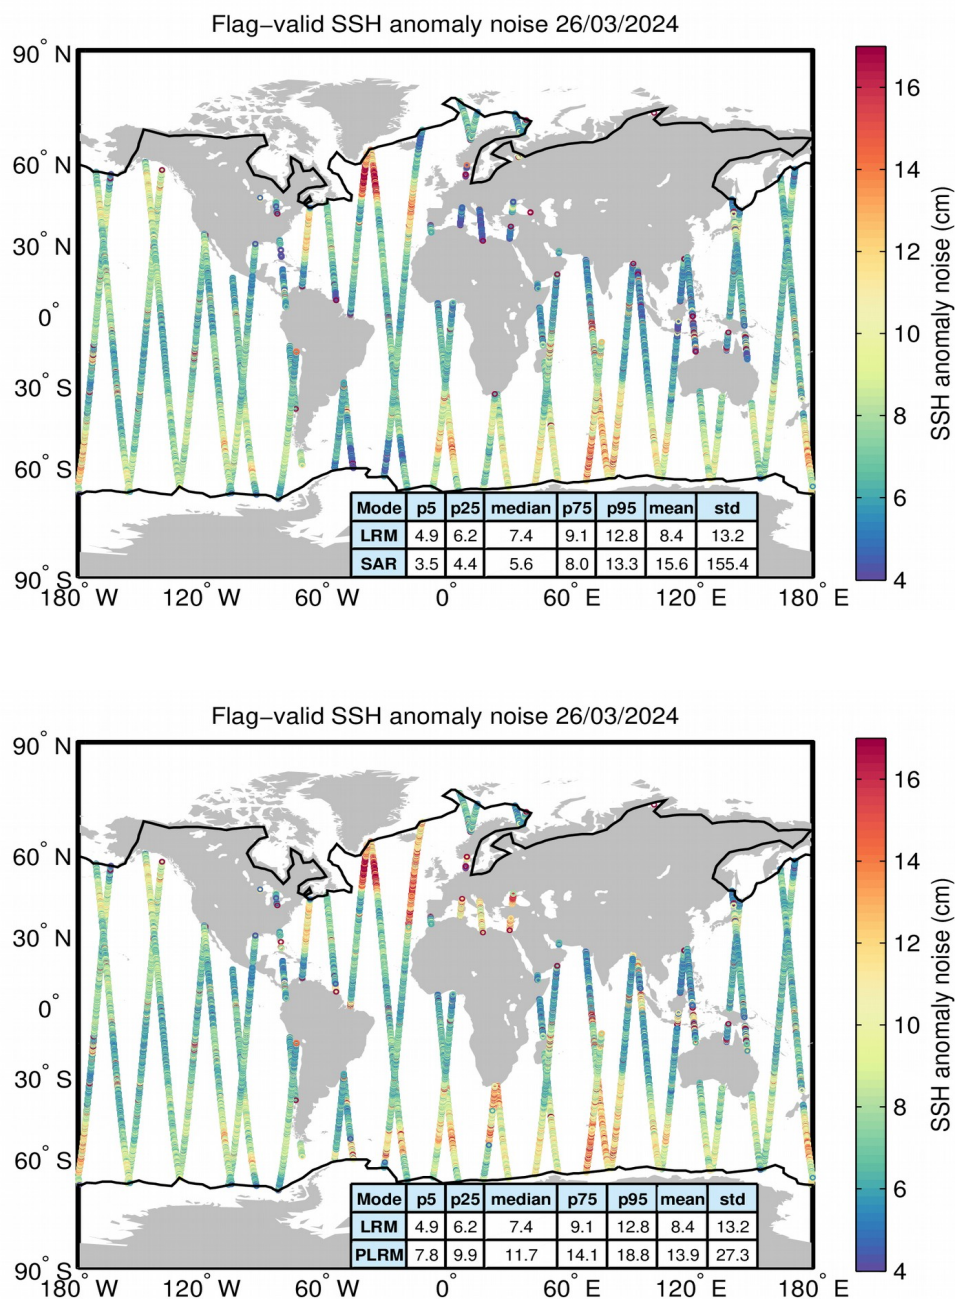 Flag−valid SSH anomaly noise 26/03/2024
90° N
60° N
30° N
0°
30° S
60° S
90° S
180° W 120° W 60° W 0° 60° E 120° E 180° E
Mode p5 p25 median p75 p95 mean std
LRM 4.9 6.2 7.4 9.1 12.8 8.4 13.2
SAR 3.5 4.4 5.6 8.0 13.3 15.6 155.4
16
14
12
10
8
6
4
SSH anomaly noise (cm)
Flag−valid SSH anomaly noise 26/03/2024
90° N
60° N
30° N
0°
30° S
60° S
90° S
180° W 120° W 60° W 0° 60° E 120° E 180° E
Mode p5 p25 median p75 p95 mean std
LRM 4.9 6.2 7.4 9.1 12.8 8.4 13.2
PLRM 7.8 9.9 11.7 14.1 18.8 13.9 27.3
16
14
12
10
8
6
4
SSH anomaly noise (cm)